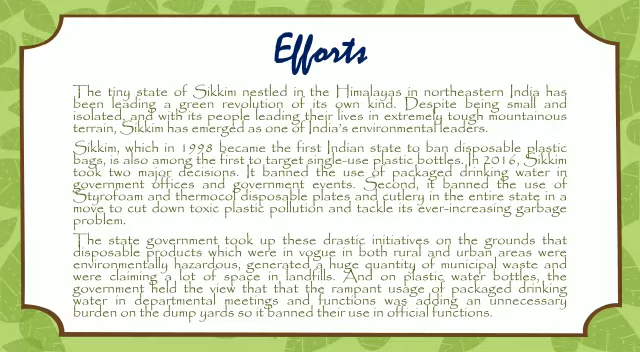 Efforts
The tiny state of Sikkim nestled in the Himalayas in northeastern India has
been leading a green revolution of its own kind. Despite being small and
isolated, and with its people leading their lives in extremely tough mountainous
terrain, Sikkim has emerged as one of India's environmental leaders.
Sikkim, which in 1998 became the first Indian state to ban disposable plastic
bags, is also among the first to target single-use plastic bottles. In 2016, Sikkim
took two major decisions. It banned the use of packaged drinking water in
government offices and government events. Second, it banned the use of
Styrofoam and thermocol disposable plates and cutlery in the entire state in a
move to cut down toxic plastic pollution and tackle its ever-increasing garbage
problem.
The state government took up these drastic initiatives on the grounds that
disposable products which were in vogue in both rural and urban areas were
environmentally hazardous, generated a huge quantity of municipal waste and
were claiming a lot of space in landfills. And on plastic water bottles, the
government held the view that that the rampant usage of packaged drinking
water in departmental meetings and functions was adding an unnecessary
burden on the dump yards so it banned their use in official functions.